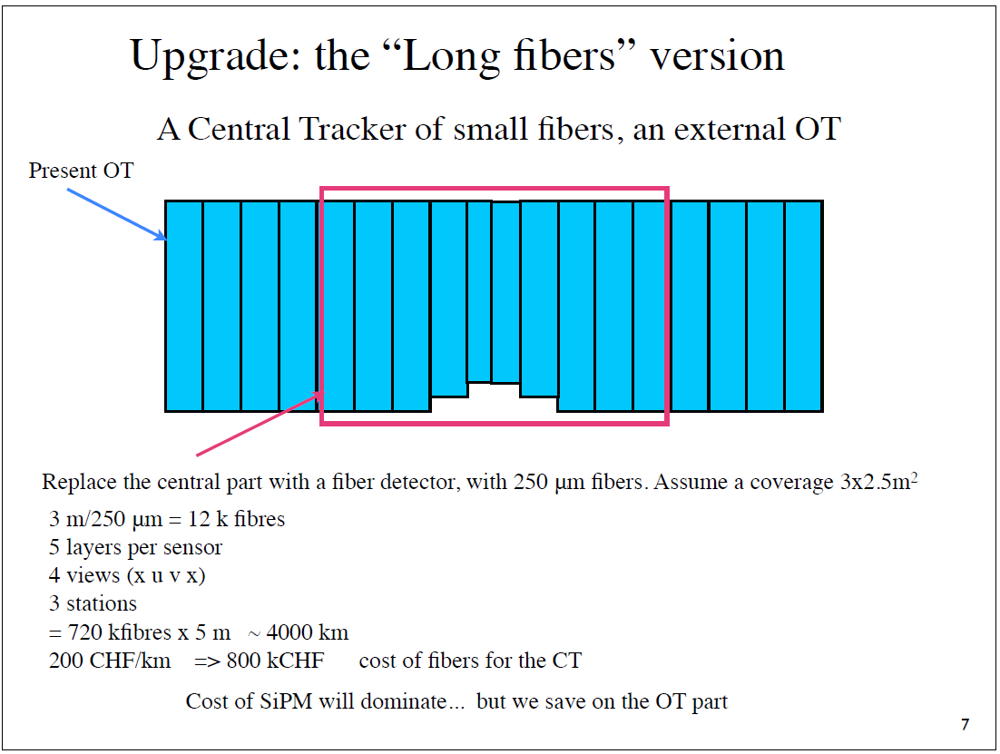 Upgrade: the “Long fibers” version
A Central Tracker of small fibers, an external OT
Present OT
Replace the central part with a fiber detector, with 250 μm fibers. Assume a coverage 3x2.5m²
3 m/250 μm = 12 k fibres
5 layers per sensor
4 views (x u v x)
3 stations
= 720 kfibres x 5 m ~ 4000 km
200 CHF/km => 800 kCHF cost of fibers for the CT
Cost of SiPM will dominate... but we save on the OT part
7